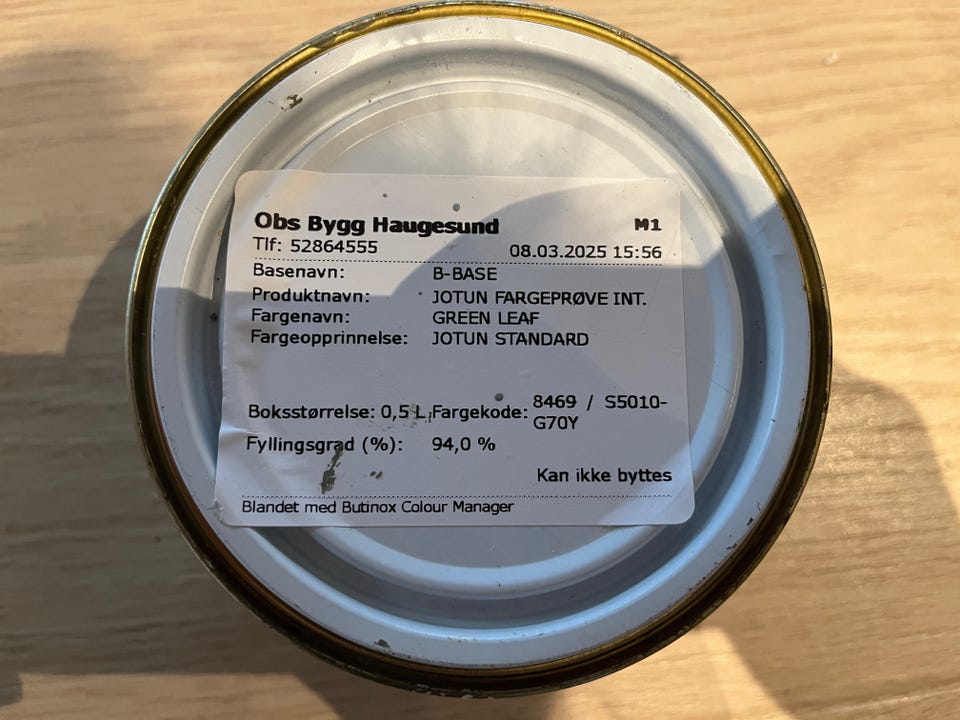 Obs Bygg Haugesund M1
Tlf: 52864555 08.03.2025 15:56
Basenavn: B-BASE
Produktnavn: JOTUN FARGEPRØVE INT.
Fargenavn: GREEN LEAF
Fargeopprinnelse: JOTUN STANDARD
Boksstørrelse: 0,5 L, Fargekode: 8469 / S5010-
G70Y
Fyllingsgrad (%): 94,0 %
Kan ikke byttes
Blandet med Butinox Colour Manager